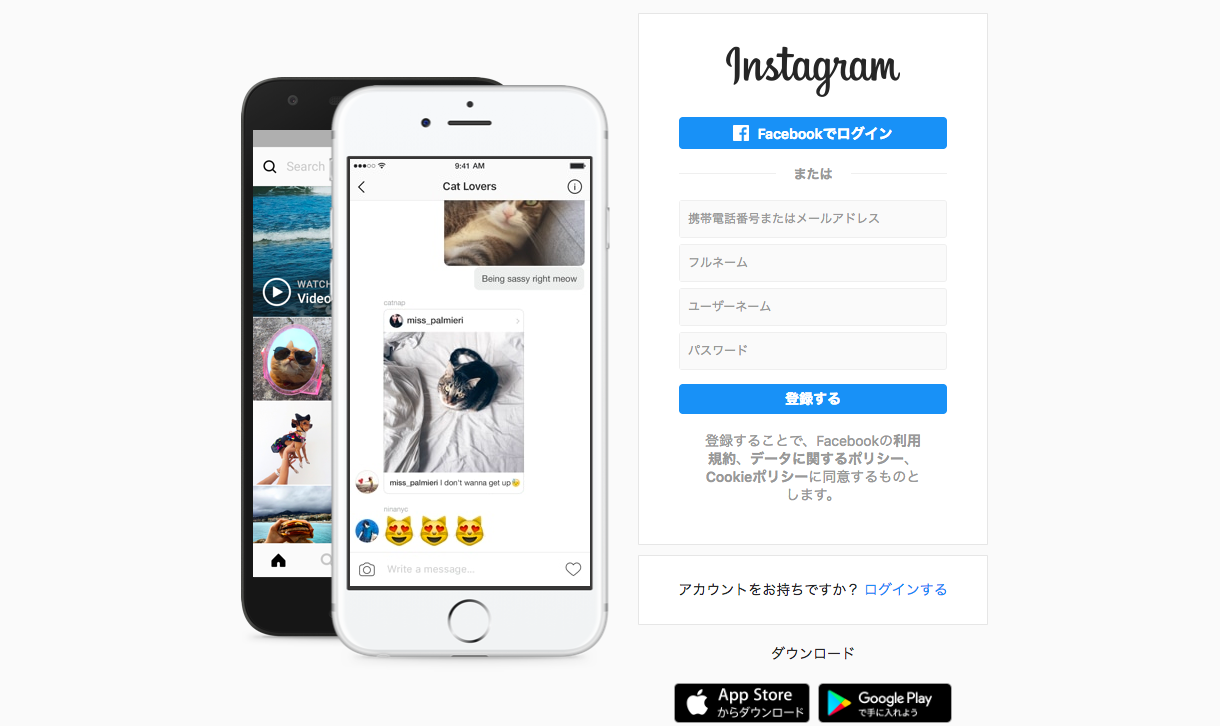 Search
WATCH
Video
9:41 AM
Cat Lovers
Being sassy right meow
catnap
miss_palmieri
miss_palmieri I don't wanna get up😴
ninanyc
😻 😻 😻
Write a message...
Instagram
Facebookでログイン
または
携帯電話番号またはメールアドレス
フルネーム
ユーザーネーム
パスワード
登録する
登録することで、Facebookの利用
規約、データに関するポリシー、
Cookieポリシーに同意するものと
します。
アカウントをお持ちですか？ ログインする
ダウンロード
App Store
からダウンロード
Google Play
で手に入れよう